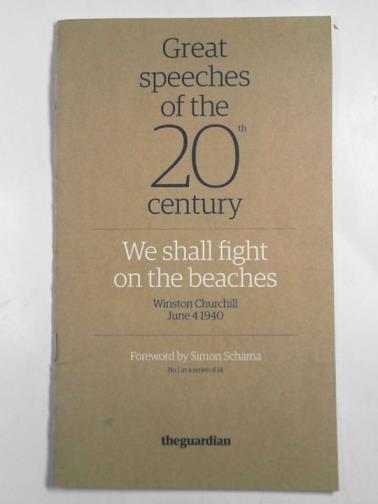 Great
speeches
of the
20th
century
We shall fight
on the beaches
Winston Churchill
June 4 1940
Foreword by Simon Schama
No 1 in a series of 14
theguardian